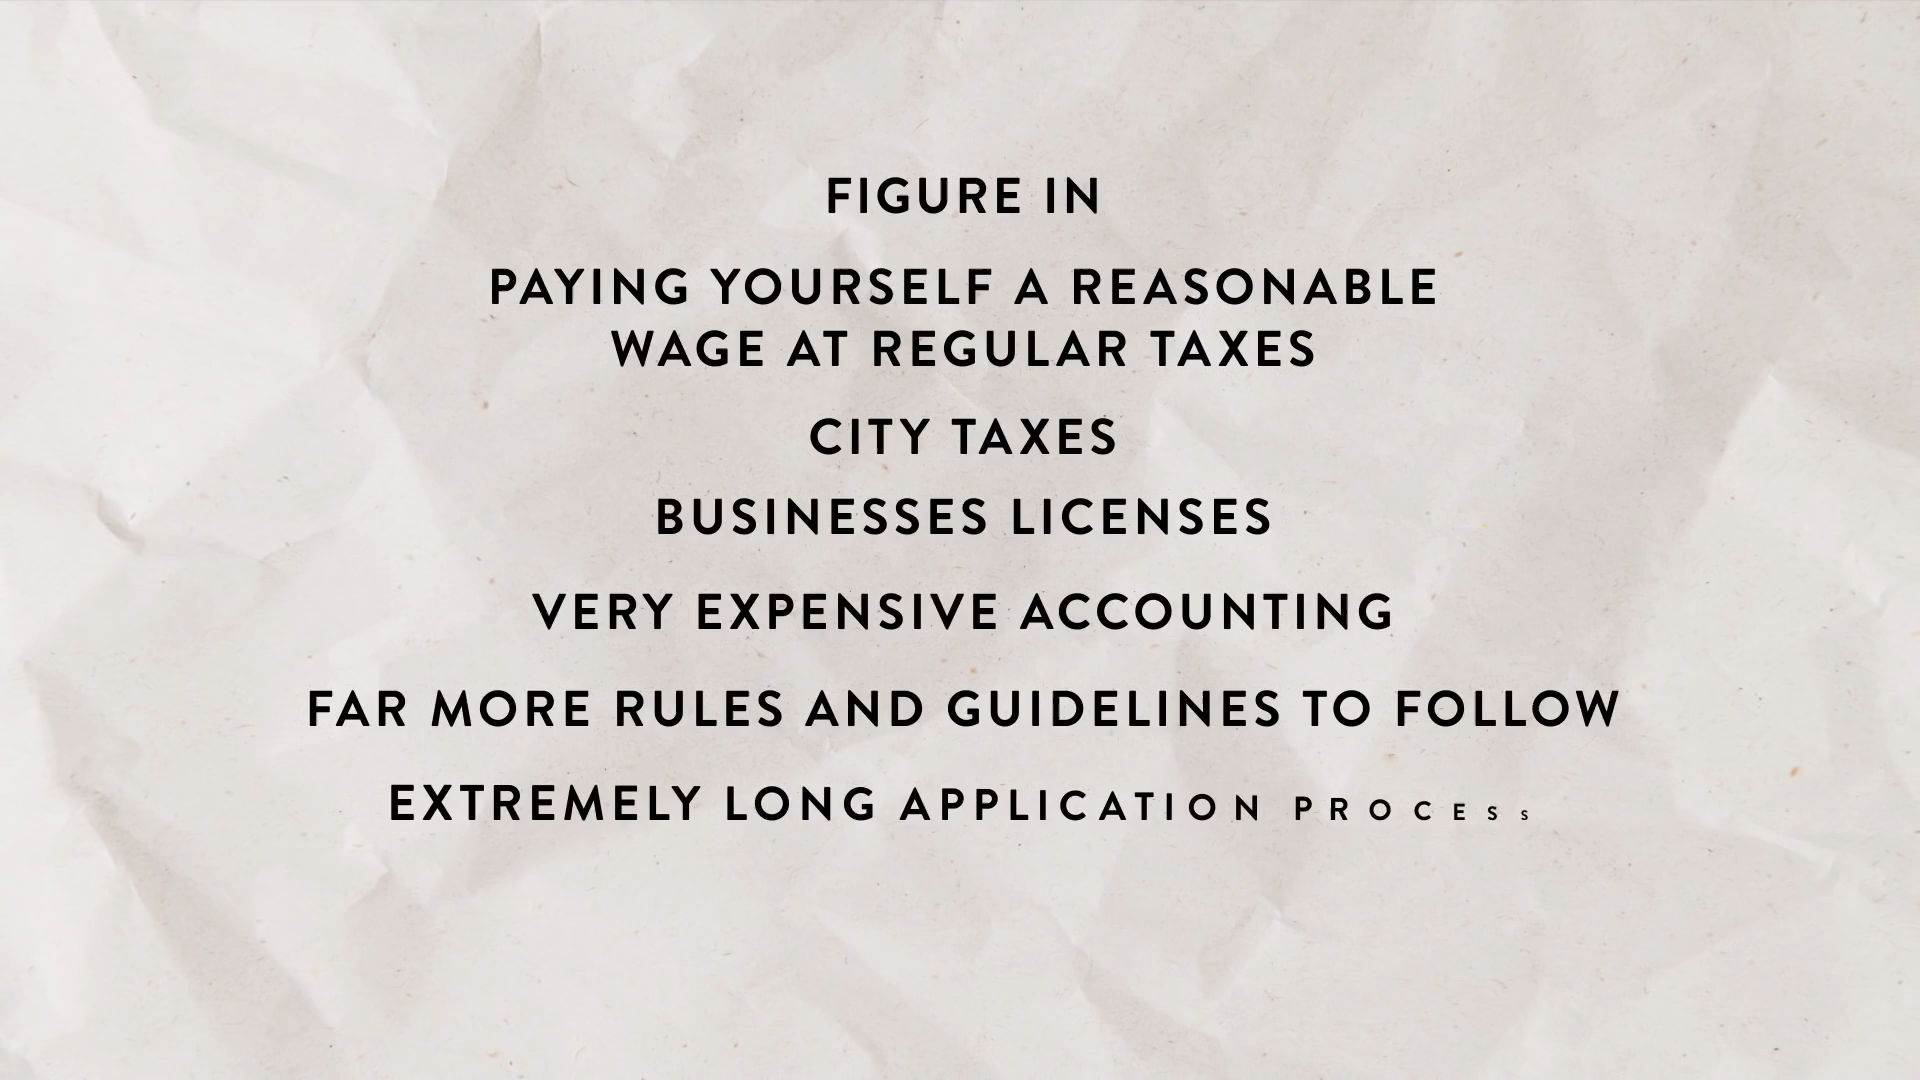 FIGURE IN
PAYING YOURSELF A REASONABLE
WAGE AT REGULAR TAXES
CITY TAXES
BUSINESSES LICENSES
VERY EXPENSIVE ACCOUNTING
FAR MORE RULES AND GUIDELINES TO FOLLOW
EXTREMELY LONG APPLICATION PROCESS